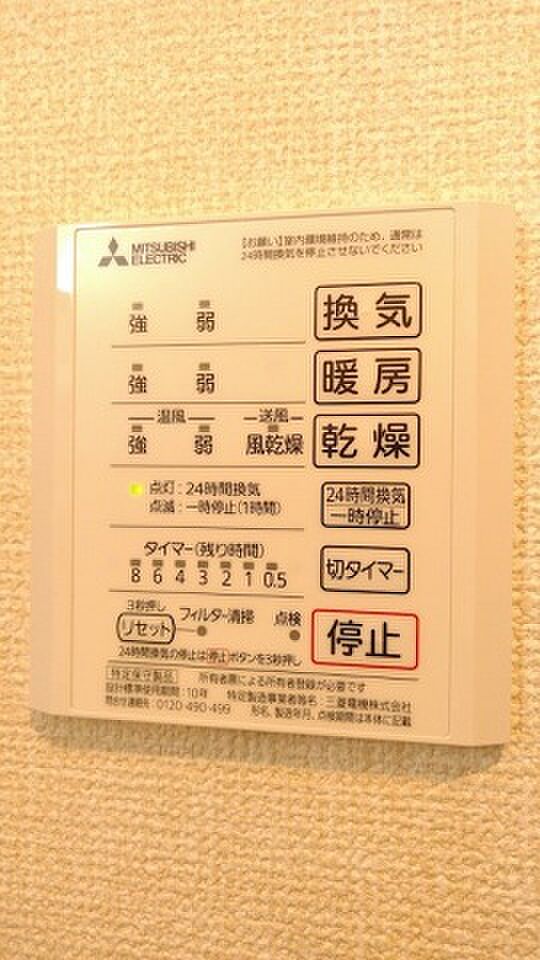 MITSUBISHI
ELECTRIC
【お願い】室内環境維持のため、通常は
24時間換気を停止させないでください
強 弱 換気
強 弱 暖房
温風 送風
強 弱 風乾燥 乾燥
点灯:24時間換気
点滅:一時停止(1時間)
24時間換気
一時停止
タイマー(残り時間)
8 6 4 3 2 1 0.5
切タイマー
3秒押し
リセット フィルター清掃 点検
停止
24時間換気の停止は停止ボタンを3秒押し
特定保守製品 所有者票による所有者登録が必要です
設計標準使用期間:10年 特定製造事業者等名:三菱電機株式会社
問合せ連絡先:0120-490-499 形名、製造年月、点検期間は本体に記載